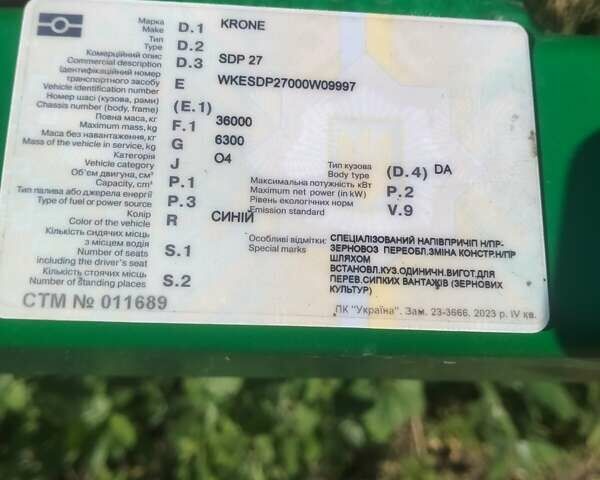 Марка
Make D.1 KRONE
Тип
Type D.2
Комерційний опис
Commercial description D.3 SDP 27
Ідентифікаційний номер
транспортного засобу
Vehicle identification number E WKESDP27000W09997
Номер шасі (кузова, рами)
Chassis number (body, frame) (E.1)
Повна маса, кг
Maximum mass, kg F.1 36000
Маса без навантаження, кг
Mass of the vehicle in service, kg G 6300
Категорія
Vehicle category J O4
Об'єм двигуна, см³
Capacity, cm³ P.1
Тип палива або джерела енергії
Type of fuel or power source P.3
Колір
Color of the vehicle R СИНІЙ
Кількість сидячих місць
з місцем водія
Number of seats
including the driver's seat S.1
Кількість стоячих місць
Number of standing places S.2
СТМ № 011689
Тип кузова
Body type (D.4) DA
Максимальна потужність кВт
Maximum net power (in kW) P.2
Рівень екологічних норм
Emission standard V.9
Особливі відмітки:
Special marks
СПЕЦІАЛІЗОВАНИЙ НАПІВПРИЧІП Н/ПР-
ЗЕРНОВОЗ ПЕРЕОБЛ.ЗМІНА КОНСТР.Н/ПР
ШЛЯХОМ
ВСТАНОВЛ.КУЗ.ОДИНИЧН.ВИГОТ.ДЛЯ
ПЕРЕВ.СИПКИХ ВАНТАЖІВ (ЗЕРНОВИХ
КУЛЬТУР)
ПК "Україна". Зам. 23-3666. 2023 р. IV кв.